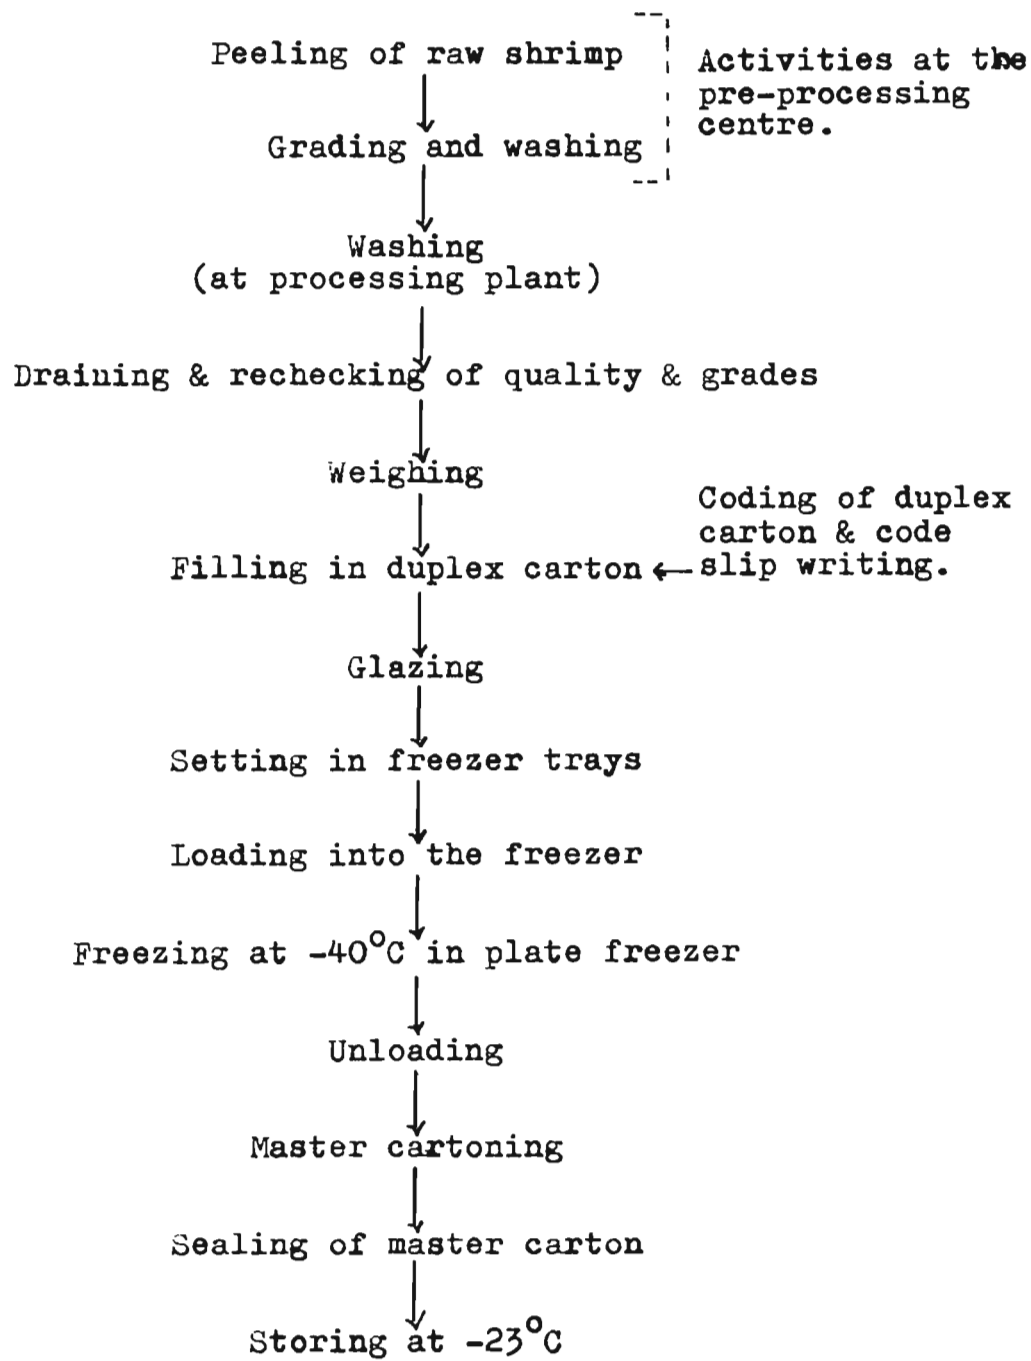 Peeling of raw shrimp
Activities at the
pre-processing
centre.
Grading and washing
Washing
(at processing plant)
Draining & rechecking of quality & grades
Weighing
Coding of duplex
carton & code
slip writing.
Filling in duplex carton
Glazing
Setting in freezer trays
Loading into the freezer
Freezing at -40°C in plate freezer
Unloading
Master cartoning
Sealing of master carton
Storing at -23°C